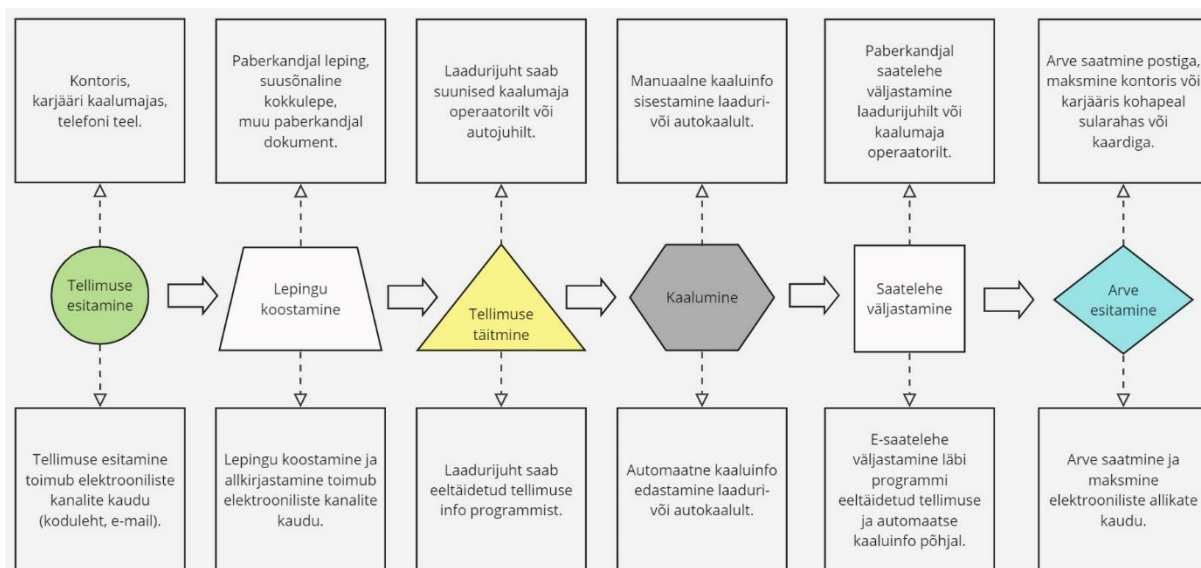 Kontoris,
karjääri kaalumajas,
telefoni teel.
Paberkandjal leping,
suusõnaline
kokkulepe,
muu paberkandjal
dokument.
Laadurijuht saab
suunised kaalumaja
operaatorilt või
autojuhilt.
Manuaalne kaaluinfo
sisestamine laaduri-
või autokaalult.
Paberkandjal
saatelehe
väljastamine
laadurijuhilt või
kaalumaja
operaatorilt.
Arve saatmine postiga,
maksmine kontoris või
karjääris kohapeal
sularahas või
kaardiga.
Tellimuse
esitamine
Lepingu
koostamine
Tellimuse
täitmine
Kaalumine
Saatelehe
väljastamine
Arve
esitamine
Tellimuse esitamine
toimub elektrooniliste
kanalite kaudu
(koduleht, e-mail).
Lepingu koostamine ja
allkirjastamine toimub
elektrooniliste kanalite
kaudu.
Laadurijuht saab
eeltäidetud tellimuse
info programmist.
Automaatne kaaluinfo
edastamine laaduri-
või autokaalult.
E-saatelehe
väljastamine läbi
programmi
eeltäidetud tellimuse
ja automaatse
kaaluinfo põhjal.
Arve saatmine ja
maksmine
elektrooniliste allikate
kaudu.